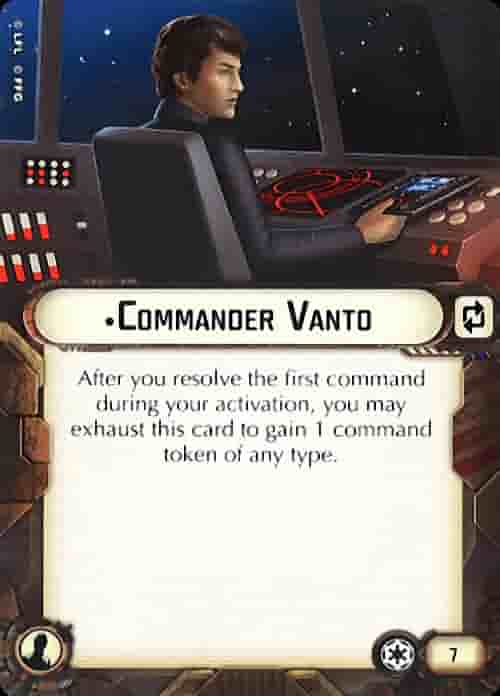 © LFL © FFG
•Commander Vanto
After you resolve the first command
during your activation, you may
exhaust this card to gain 1 command
token of any type.
7